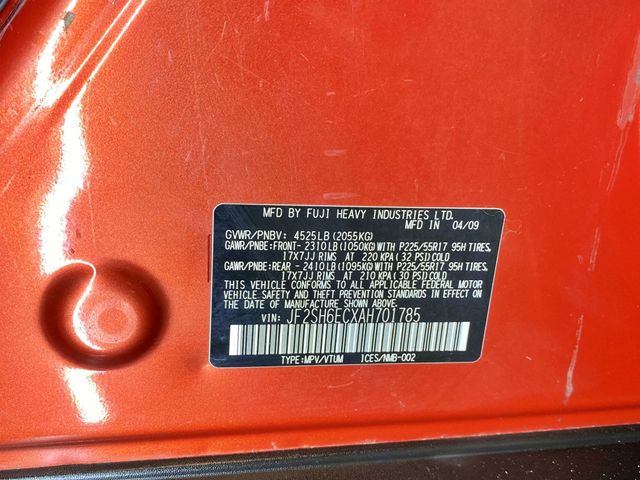 MFD BY FUJI HEAVY INDUSTRIES LTD.
MFD IN 04/09
GVWR/PNBV: 4525LB(2055KG)
GAWR/PNBE:FRONT-2310LB(1050KG)WITH P225/55R17 95H TIRES,
17X7JJ RIMS AT 220 KPA(32 PSI)COLD
GAWR/PNBE:REAR -2410LB(1095KG)WITH P225/55R17 95H TIRES,
17X7JJ RIMS AT 210 KPA(30 PSI)COLD
THIS VEHICLE CONFORMS TO ALL APPLICABLE FEDERAL MOTOR
VEHICLE SAFETY AND THEFT PREVENTION STANDARDS IN EFFECT ON
THE DATE OF MANUFACTURE SHOWN ABOVE.
VIN: JF2SH6ECXAH701785
TYPE:MPV/VTUM ICES/NMB-002